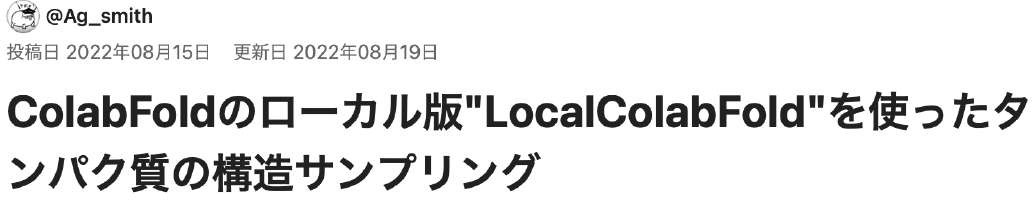 @Ag_smith
投稿日 2022年08月15日 更新日 2022年08月19日
ColabFoldのローカル版"LocalColabFold"を使ったタ
ンパク質の構造サンプリング